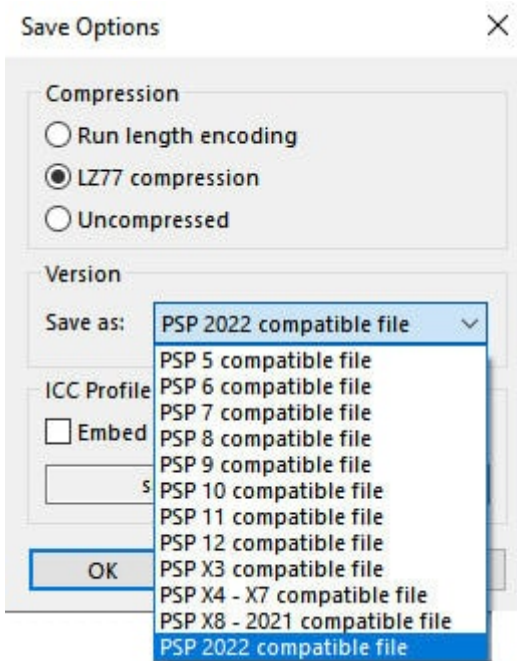 Save Options
Compression
Run length encoding
LZ77 compression
Uncompressed
Version
Save as: PSP 2022 compatible file
PSP 5 compatible file
PSP 6 compatible file
ICC Profile
PSP 7 compatible file
Embed
PSP 8 compatible file
PSP 9 compatible file
PSP 10 compatible file
PSP 11 compatible file
PSP 12 compatible file
OK
PSP X3 compatible file
PSP X4 - X7 compatible file
PSP X8 - 2021 compatible file
PSP 2022 compatible file